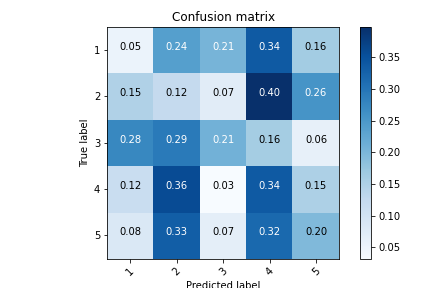 Confusion matrix
1 0.05 0.24 0.21 0.34 0.16
2 0.15 0.12 0.07 0.40 0.26
3 0.28 0.29 0.21 0.16 0.06
4 0.12 0.36 0.03 0.34 0.15
5 0.08 0.33 0.07 0.32 0.20
1 2 3 4 5
True label
Predicted label
0.35
0.30
0.25
0.20
0.15
0.10
0.05